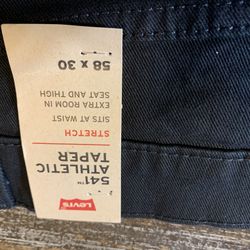 LEVI'S
541™
ATHLETIC
TAPER
STRETCH
SITS AT WAIST
EXTRA ROOM IN
SEAT AND THIGH
58 x 30